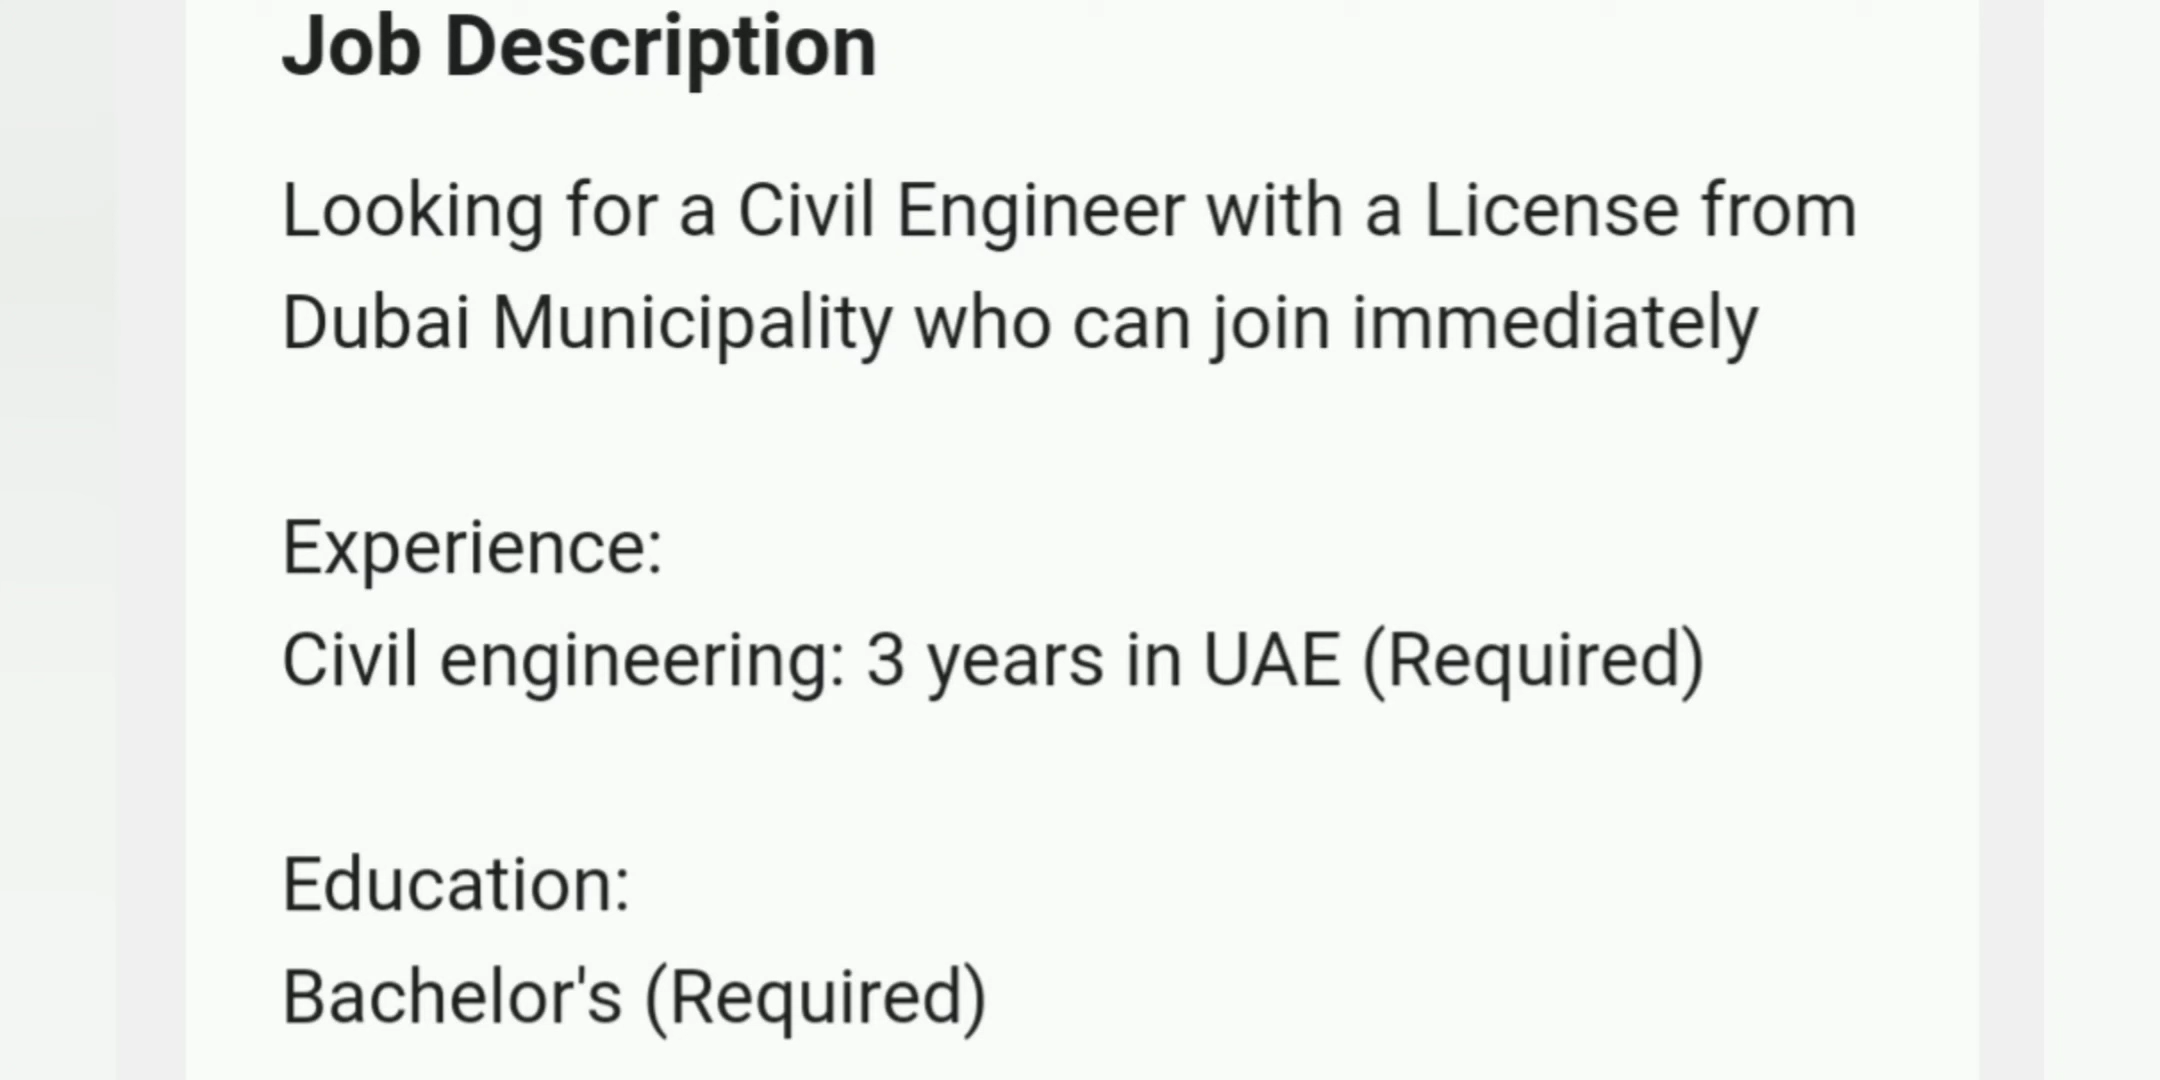 Job Description
Looking for a Civil Engineer with a License from
Dubai Municipality who can join immediately
Experience:
Civil engineering: 3 years in UAE (Required)
Education:
Bachelor's (Required)